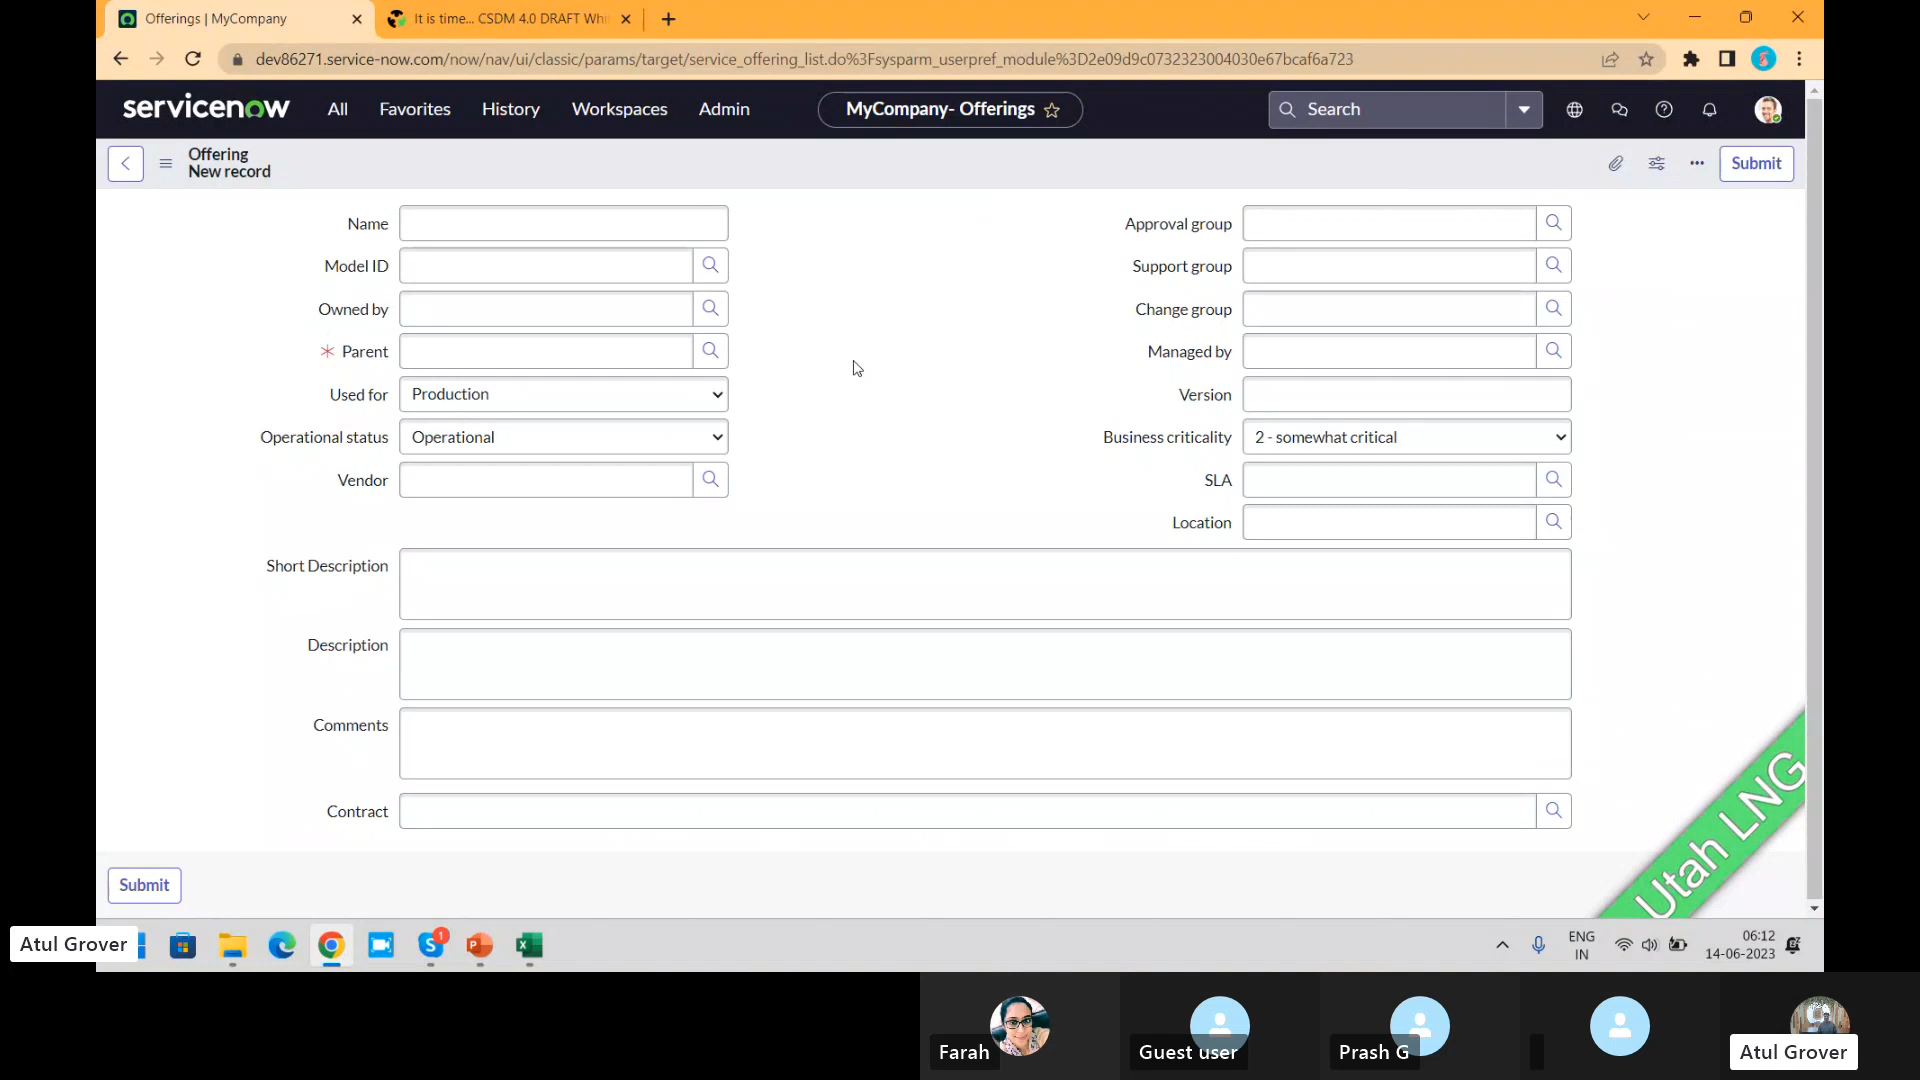 Offerings | MyCompany
It is time... CSDM 4.0 DRAFT Whi
dev86271.service-now.com/now/nav/ui/classic/params/target/service_offering_list.do%3Fsysparm_userpref_module%3D2e09d9c0732323004030e67bcaf6a723
servicenow All Favorites History Workspaces Admin MyCompany- Offerings Search
Offering
New record
Submit
Name
Approval group
Model ID
Support group
Owned by
Change group
Parent
Managed by
Used for Production
Version
Operational status Operational
Business criticality 2 - somewhat critical
Vendor
SLA
Location
Short Description
Description
Comments
Contract
Utah LNG
Submit
Atul Grover
1
ENG
IN
06:12
14-06-2023
Farah
Guest user
Prash G
Atul Grover